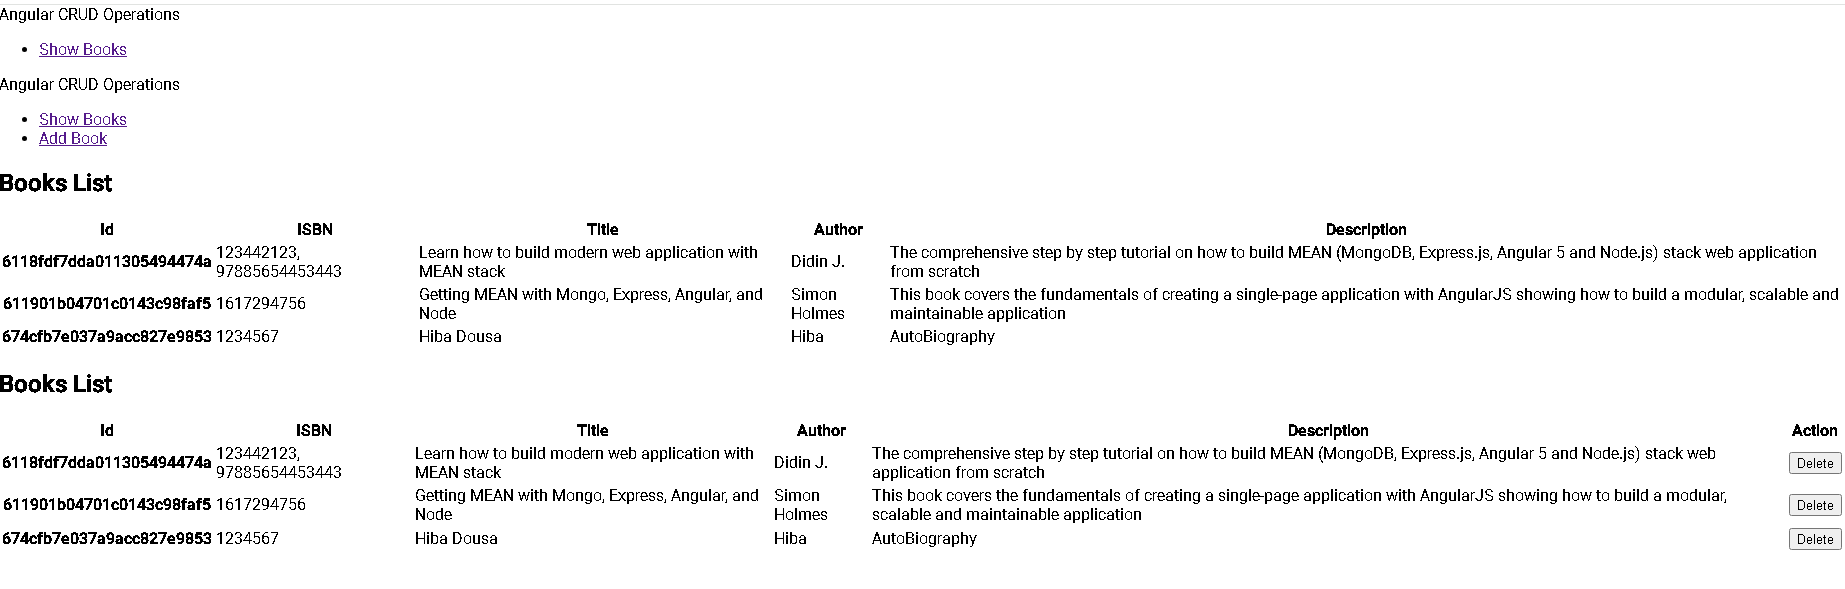 Angular CRUD Operations
Show Books
Angular CRUD Operations
Show Books
Add Book
Books List
Id ISBN Title Author Description
6118fdf7dda011305494474a 123442123, 97885654453443 Learn how to build modern web application with MEAN stack Didin J. The comprehensive step by step tutorial on how to build MEAN (MongoDB, Express.js, Angular 5 and Node.js) stack web application from scratch
611901b04701c0143c98faf5 1617294756 Getting MEAN with Mongo, Express, Angular, and Node Simon Holmes This book covers the fundamentals of creating a single-page application with AngularJS showing how to build a modular, scalable and maintainable application
674cfb7e037a9acc827e9853 1234567 Hiba Dousa Hiba AutoBiography
Books List
Id ISBN Title Author Description Action
6118fdf7dda011305494474a 123442123, 97885654453443 Learn how to build modern web application with MEAN stack Didin J. The comprehensive step by step tutorial on how to build MEAN (MongoDB, Express.js, Angular 5 and Node.js) stack web application from scratch Delete
611901b04701c0143c98faf5 1617294756 Getting MEAN with Mongo, Express, Angular, and Node Simon Holmes This book covers the fundamentals of creating a single-page application with AngularJS showing how to build a modular, scalable and maintainable application Delete
674cfb7e037a9acc827e9853 1234567 Hiba Dousa Hiba AutoBiography Delete